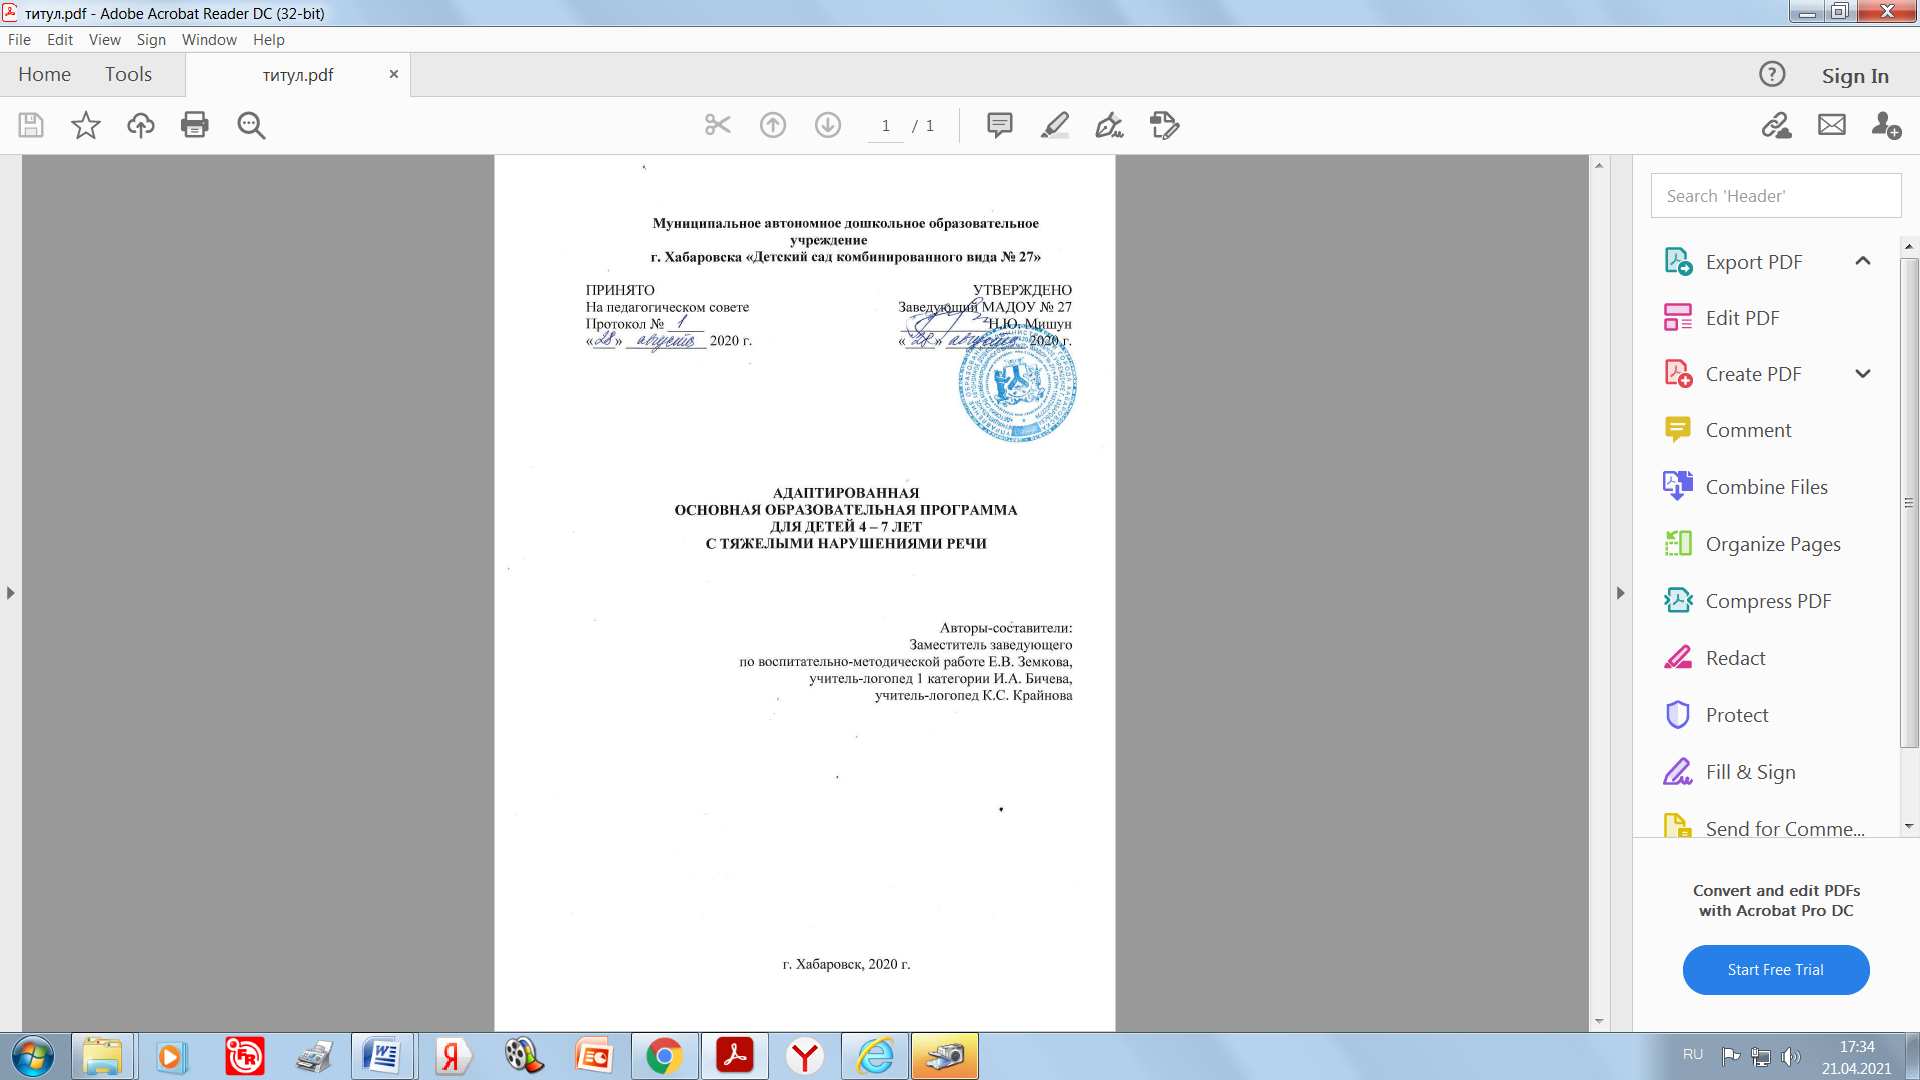 титул.pdf - Adobe Acrobat Reader DC (32-bit)
File Edit View Sign Window Help
Home Tools титул.pdf × ? Sign In
1 / 1
Муниципальное автономное дошкольное образовательное
учреждение
г. Хабаровска «Детский сад комбинированного вида № 27»
ПРИНЯТО
На педагогическом совете
Протокол № 1
«28» августа 2020 г.
УТВЕРЖДЕНО
Заведующий МАДОУ № 27
Н.Ю. Мишун
«28» августа 2020 г.
АДАПТИРОВАННАЯ
ОСНОВНАЯ ОБРАЗОВАТЕЛЬНАЯ ПРОГРАММА
ДЛЯ ДЕТЕЙ 4 – 7 ЛЕТ
С ТЯЖЕЛЫМИ НАРУШЕНИЯМИ РЕЧИ
Авторы-составители:
Заместитель заведующего
по воспитательно-методической работе Е.В. Земкова,
учитель-логопед 1 категории И.А. Бичева,
учитель-логопед К.С. Крайнова
г. Хабаровск, 2020 г.
Search 'Header'
Export PDF
Edit PDF
Create PDF
Comment
Combine Files
Organize Pages
Compress PDF
Redact
Protect
Fill & Sign
Send for Comme...
Convert and edit PDFs
with Acrobat Pro DC
Start Free Trial
RU
17:34
21.04.2021